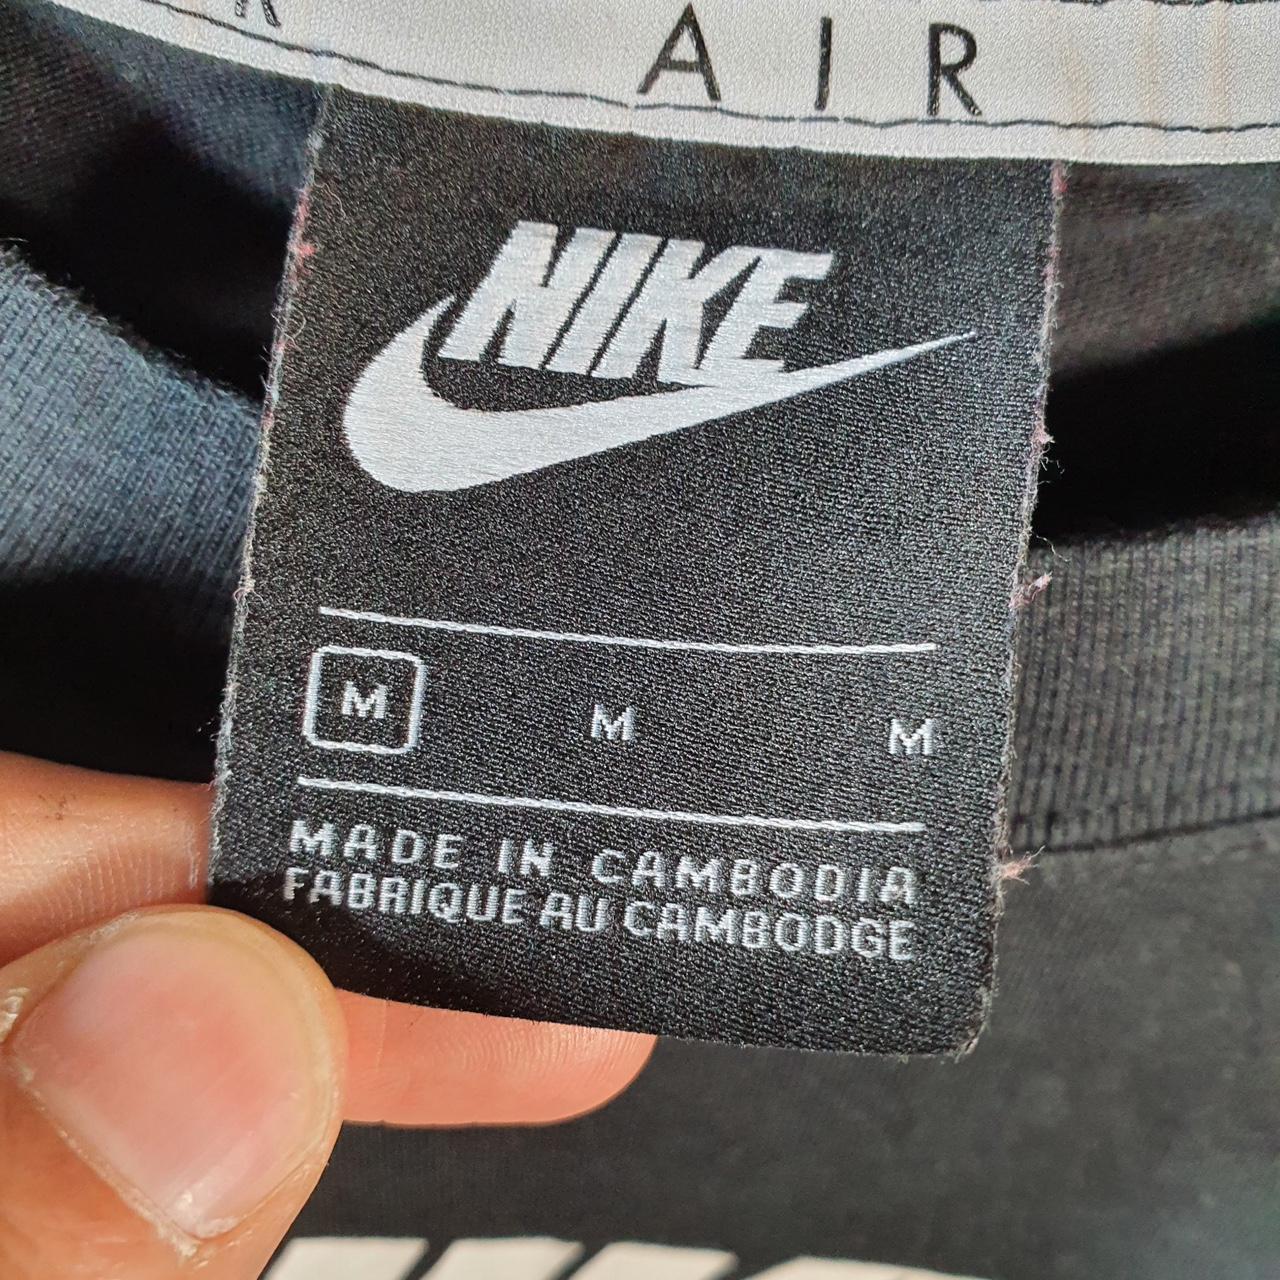 R AIR
NIKE
M M M
MADE IN CAMBODIA
FABRIQUE AU CAMBODGE